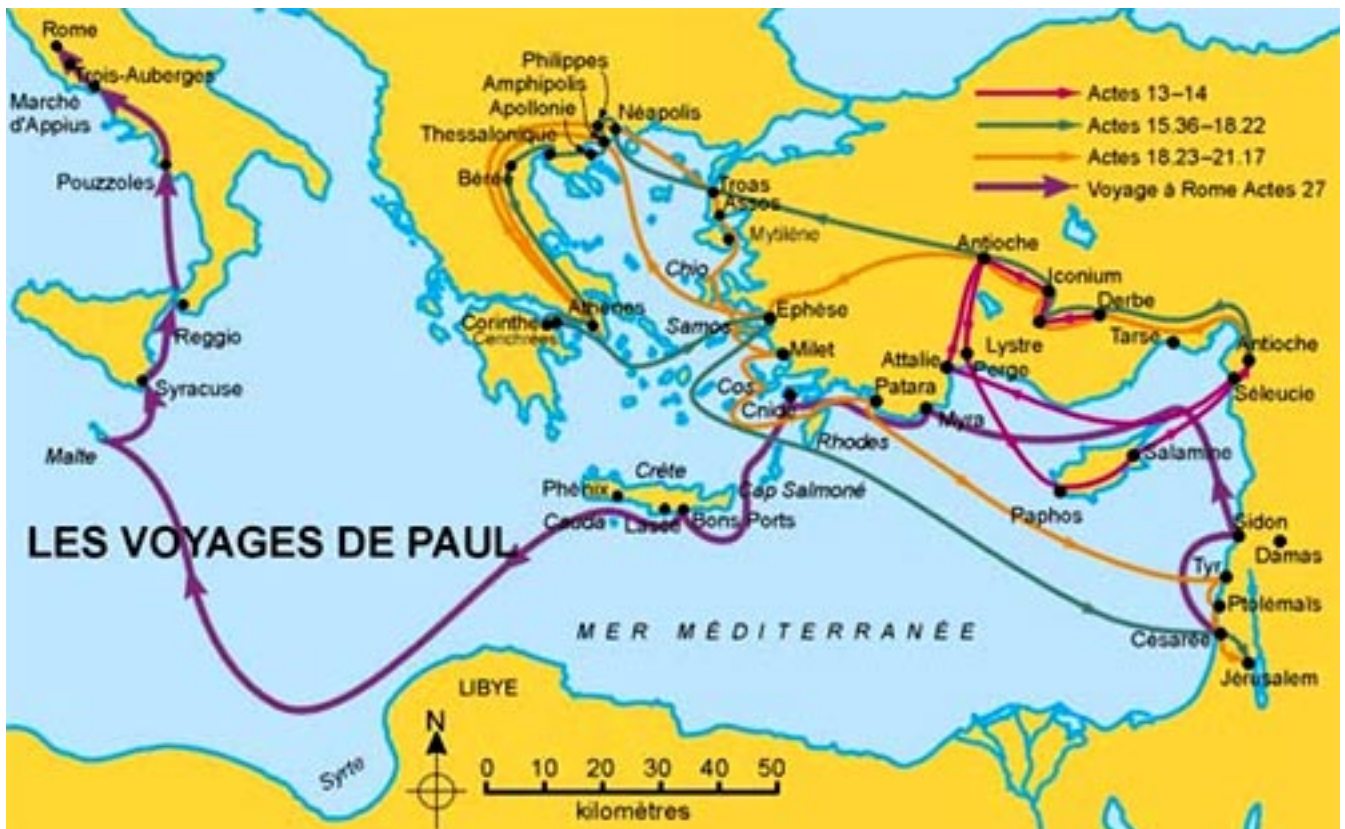 Rome
Trois-Auberges
Marché
d'Appius
Pouzzoles
Reggio
Syracuse
Malte
Philippes
Amphipolis
Apollonie
Néapolis
Thessalonique
Bérée
Troas
Assos
Mytilène
Chio
Athènes
Corinthe
Cenchrées
Samos
Ephèse
Milet
Cos
Cnide
Patara
Attalie
Perge
Myra
Rhodes
Antioche
Iconium
Derbe
Lystre
Tarse
Antioche
Séleucie
Salamine
Paphos
Crète
Phénix
Cauda
Lasée
Bons Ports
Cap Salmoné
Sidon
Damas
Tyr
Ptolémaïs
Césarée
Jérusalem
Actes 13–14
Actes 15.36–18.22
Actes 18.23–21.17
Voyage à Rome Actes 27
LES VOYAGES DE PAUL
MER MÉDITERRANÉE
LIBYE
Syrte
N
0 10 20 30 40 50
kilomètres